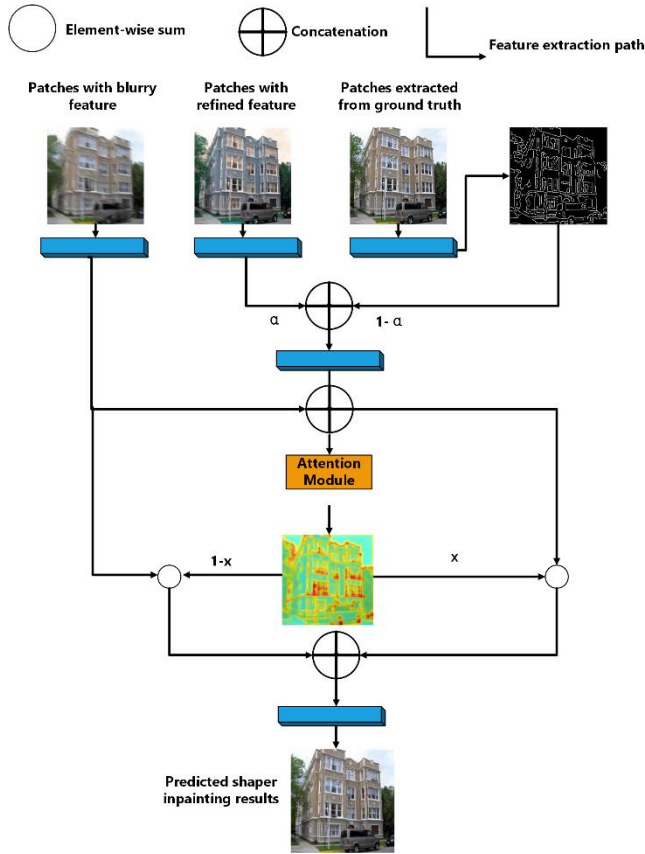 Element-wise sum
Concatenation
Feature extraction path
Patches with blurry
feature
Patches with
refined feature
Patches extracted
from ground truth
α
1- α
Attention
Module
1-x
x
Predicted shaper
inpainting results